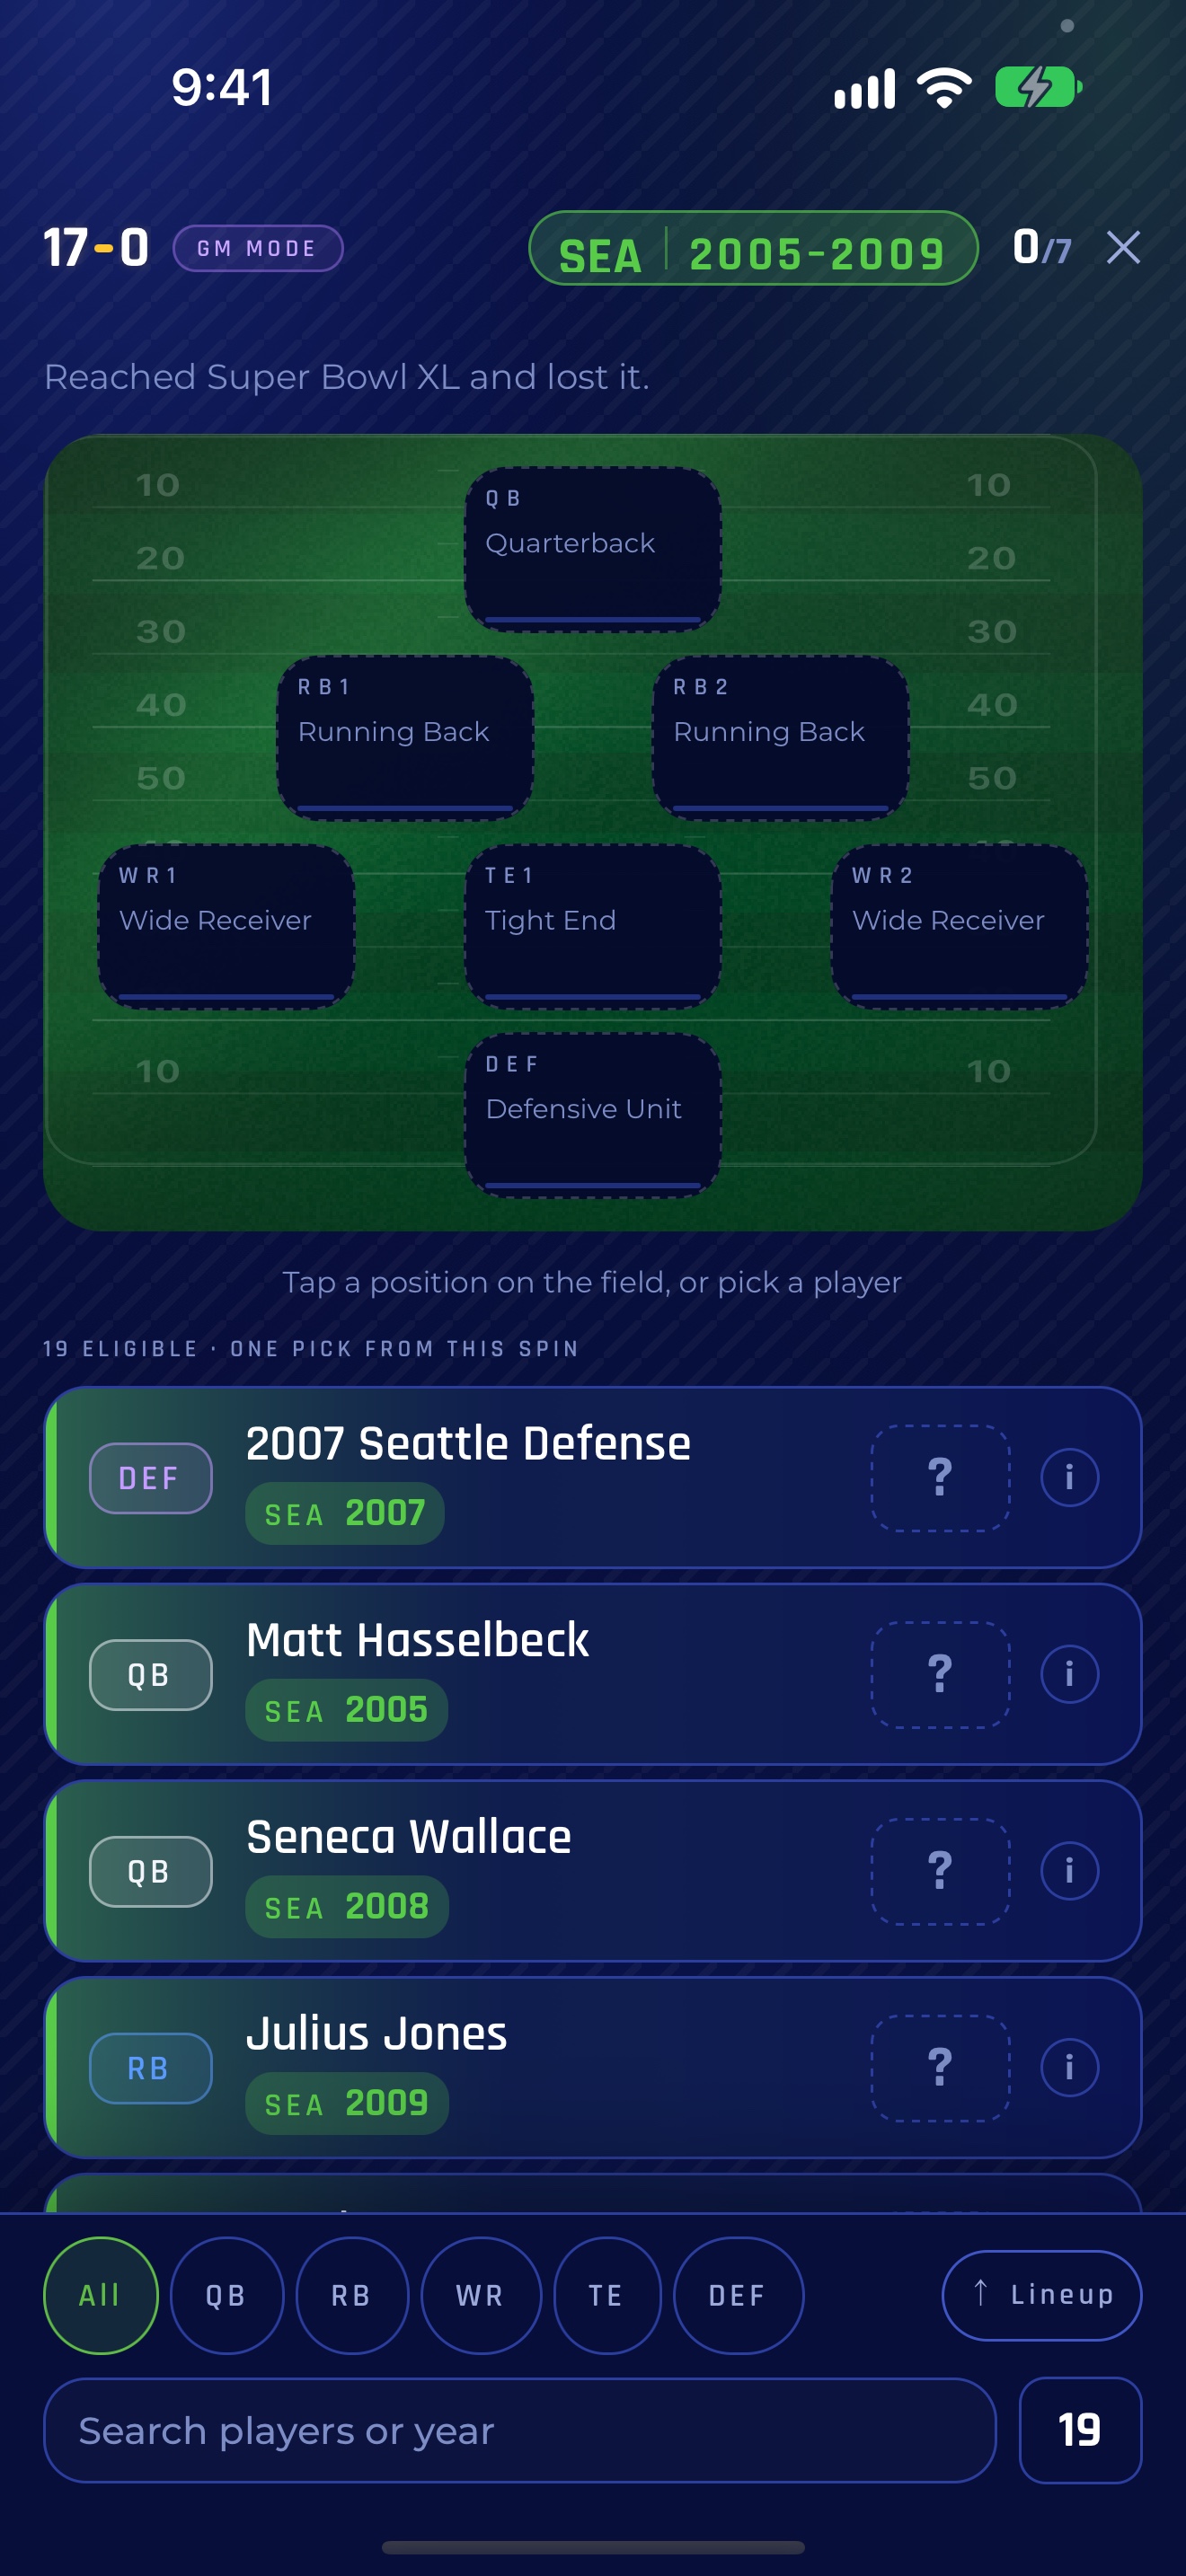 9:41
17-0 GM MODE SEA 2005-2009 0/7
Reached Super Bowl XL and lost it.
10 10
QB
Quarterback
20 20
30 30
RB1 RB2
40 40
Running Back Running Back
50 50
WR1 TE1 WR2
Wide Receiver Tight End Wide Receiver
10 10
DEF
Defensive Unit
Tap a position on the field, or pick a player
19 ELIGIBLE · ONE PICK FROM THIS SPIN
DEF 2007 Seattle Defense ? i
SEA 2007
QB Matt Hasselbeck ? i
SEA 2005
QB Seneca Wallace ? i
SEA 2008
RB Julius Jones ? i
SEA 2009
All QB RB WR TE DEF ↑ Lineup
Search players or year 19